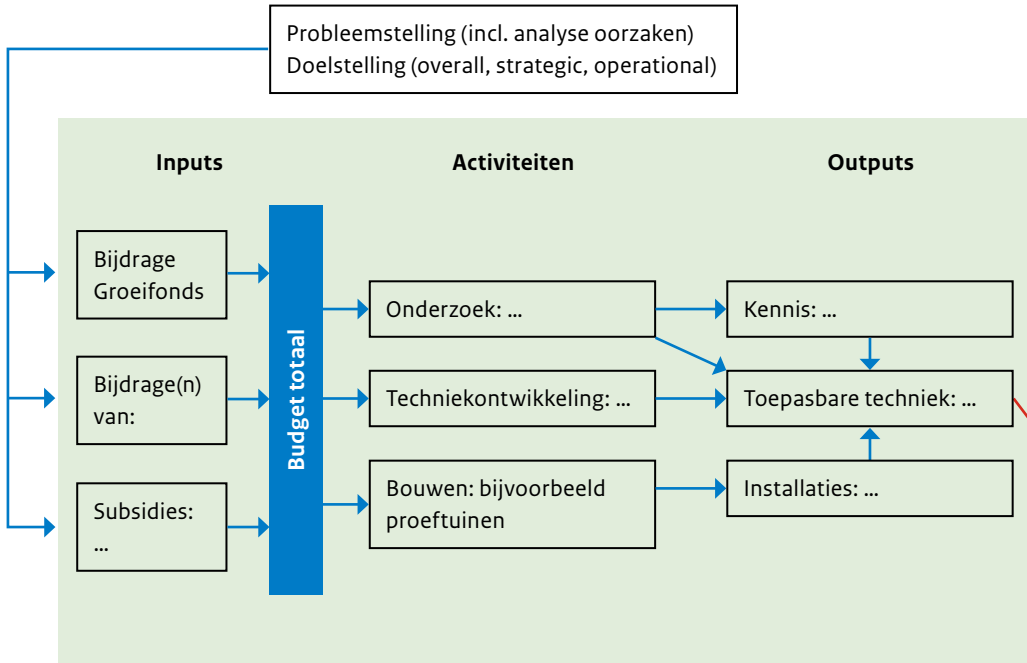 Probleemstelling (incl. analyse oorzaken)
Doelstelling (overall, strategic, operational)
Inputs
Activiteiten
Outputs
Bijdrage
Groeifonds
Bijdrage(n)
van:
Subsidies:
...
Budget totaal
Onderzoek: ...
Techniekontwikkeling: ...
Bouwen: bijvoorbeeld
proeftuinen
Kennis: ...
Toepasbare techniek: ...
Installaties: ...